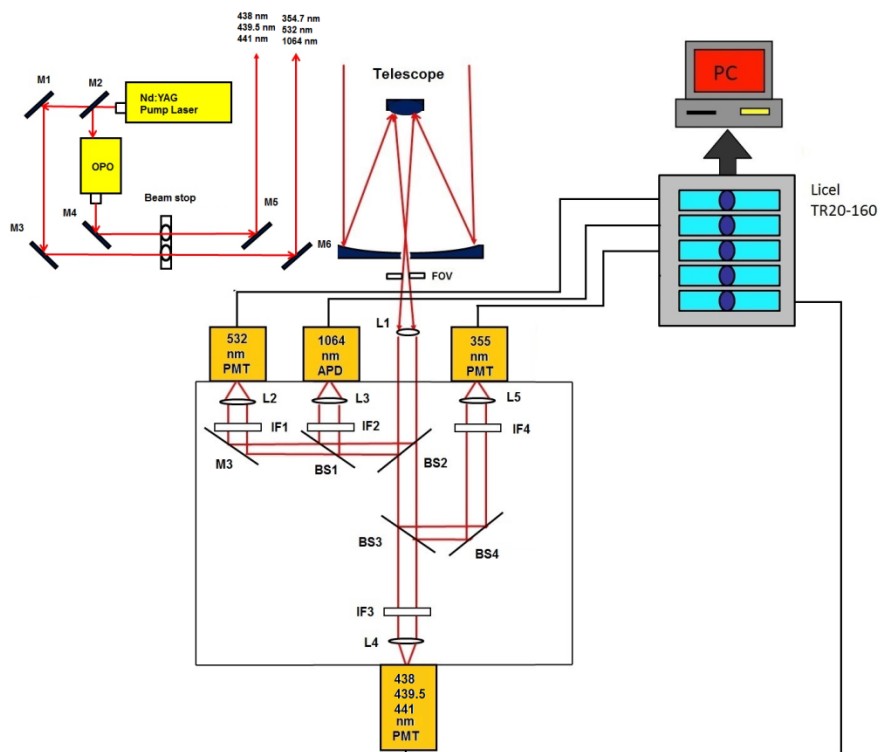 438 nm
439.5 nm
441 nm
354.7 nm
532 nm
1064 nm
M1
M2
Nd:YAG
Pump Laser
OPO
Beam stop
M3
M4
M5
M6
Telescope
FOV
PC
Licel
TR20-160
L1
532
nm
PMT
1064
nm
APD
355
nm
PMT
L2
L3
L5
IF1
IF2
IF4
M3
BS1
BS2
BS3
BS4
IF3
L4
438
439.5
441
nm
PMT